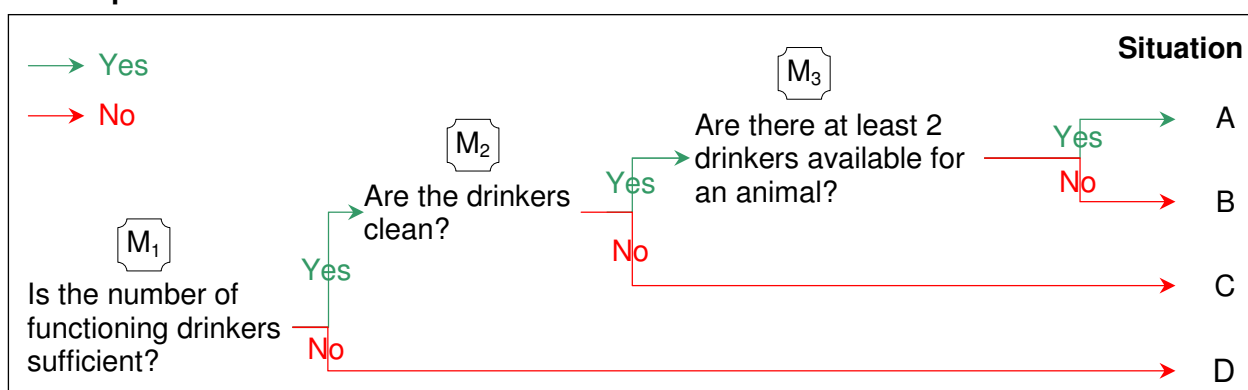 Situation
Yes
No
M3
Are there at least 2
drinkers available for
an animal?
Yes
No
A
B
M2
Are the drinkers
clean?
Yes
No
C
M1
Is the number of
functioning drinkers
sufficient?
Yes
No
D